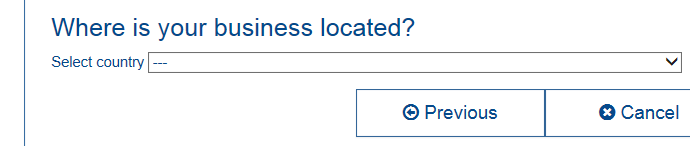 Where is your business located?
Select country ---
Previous Cancel